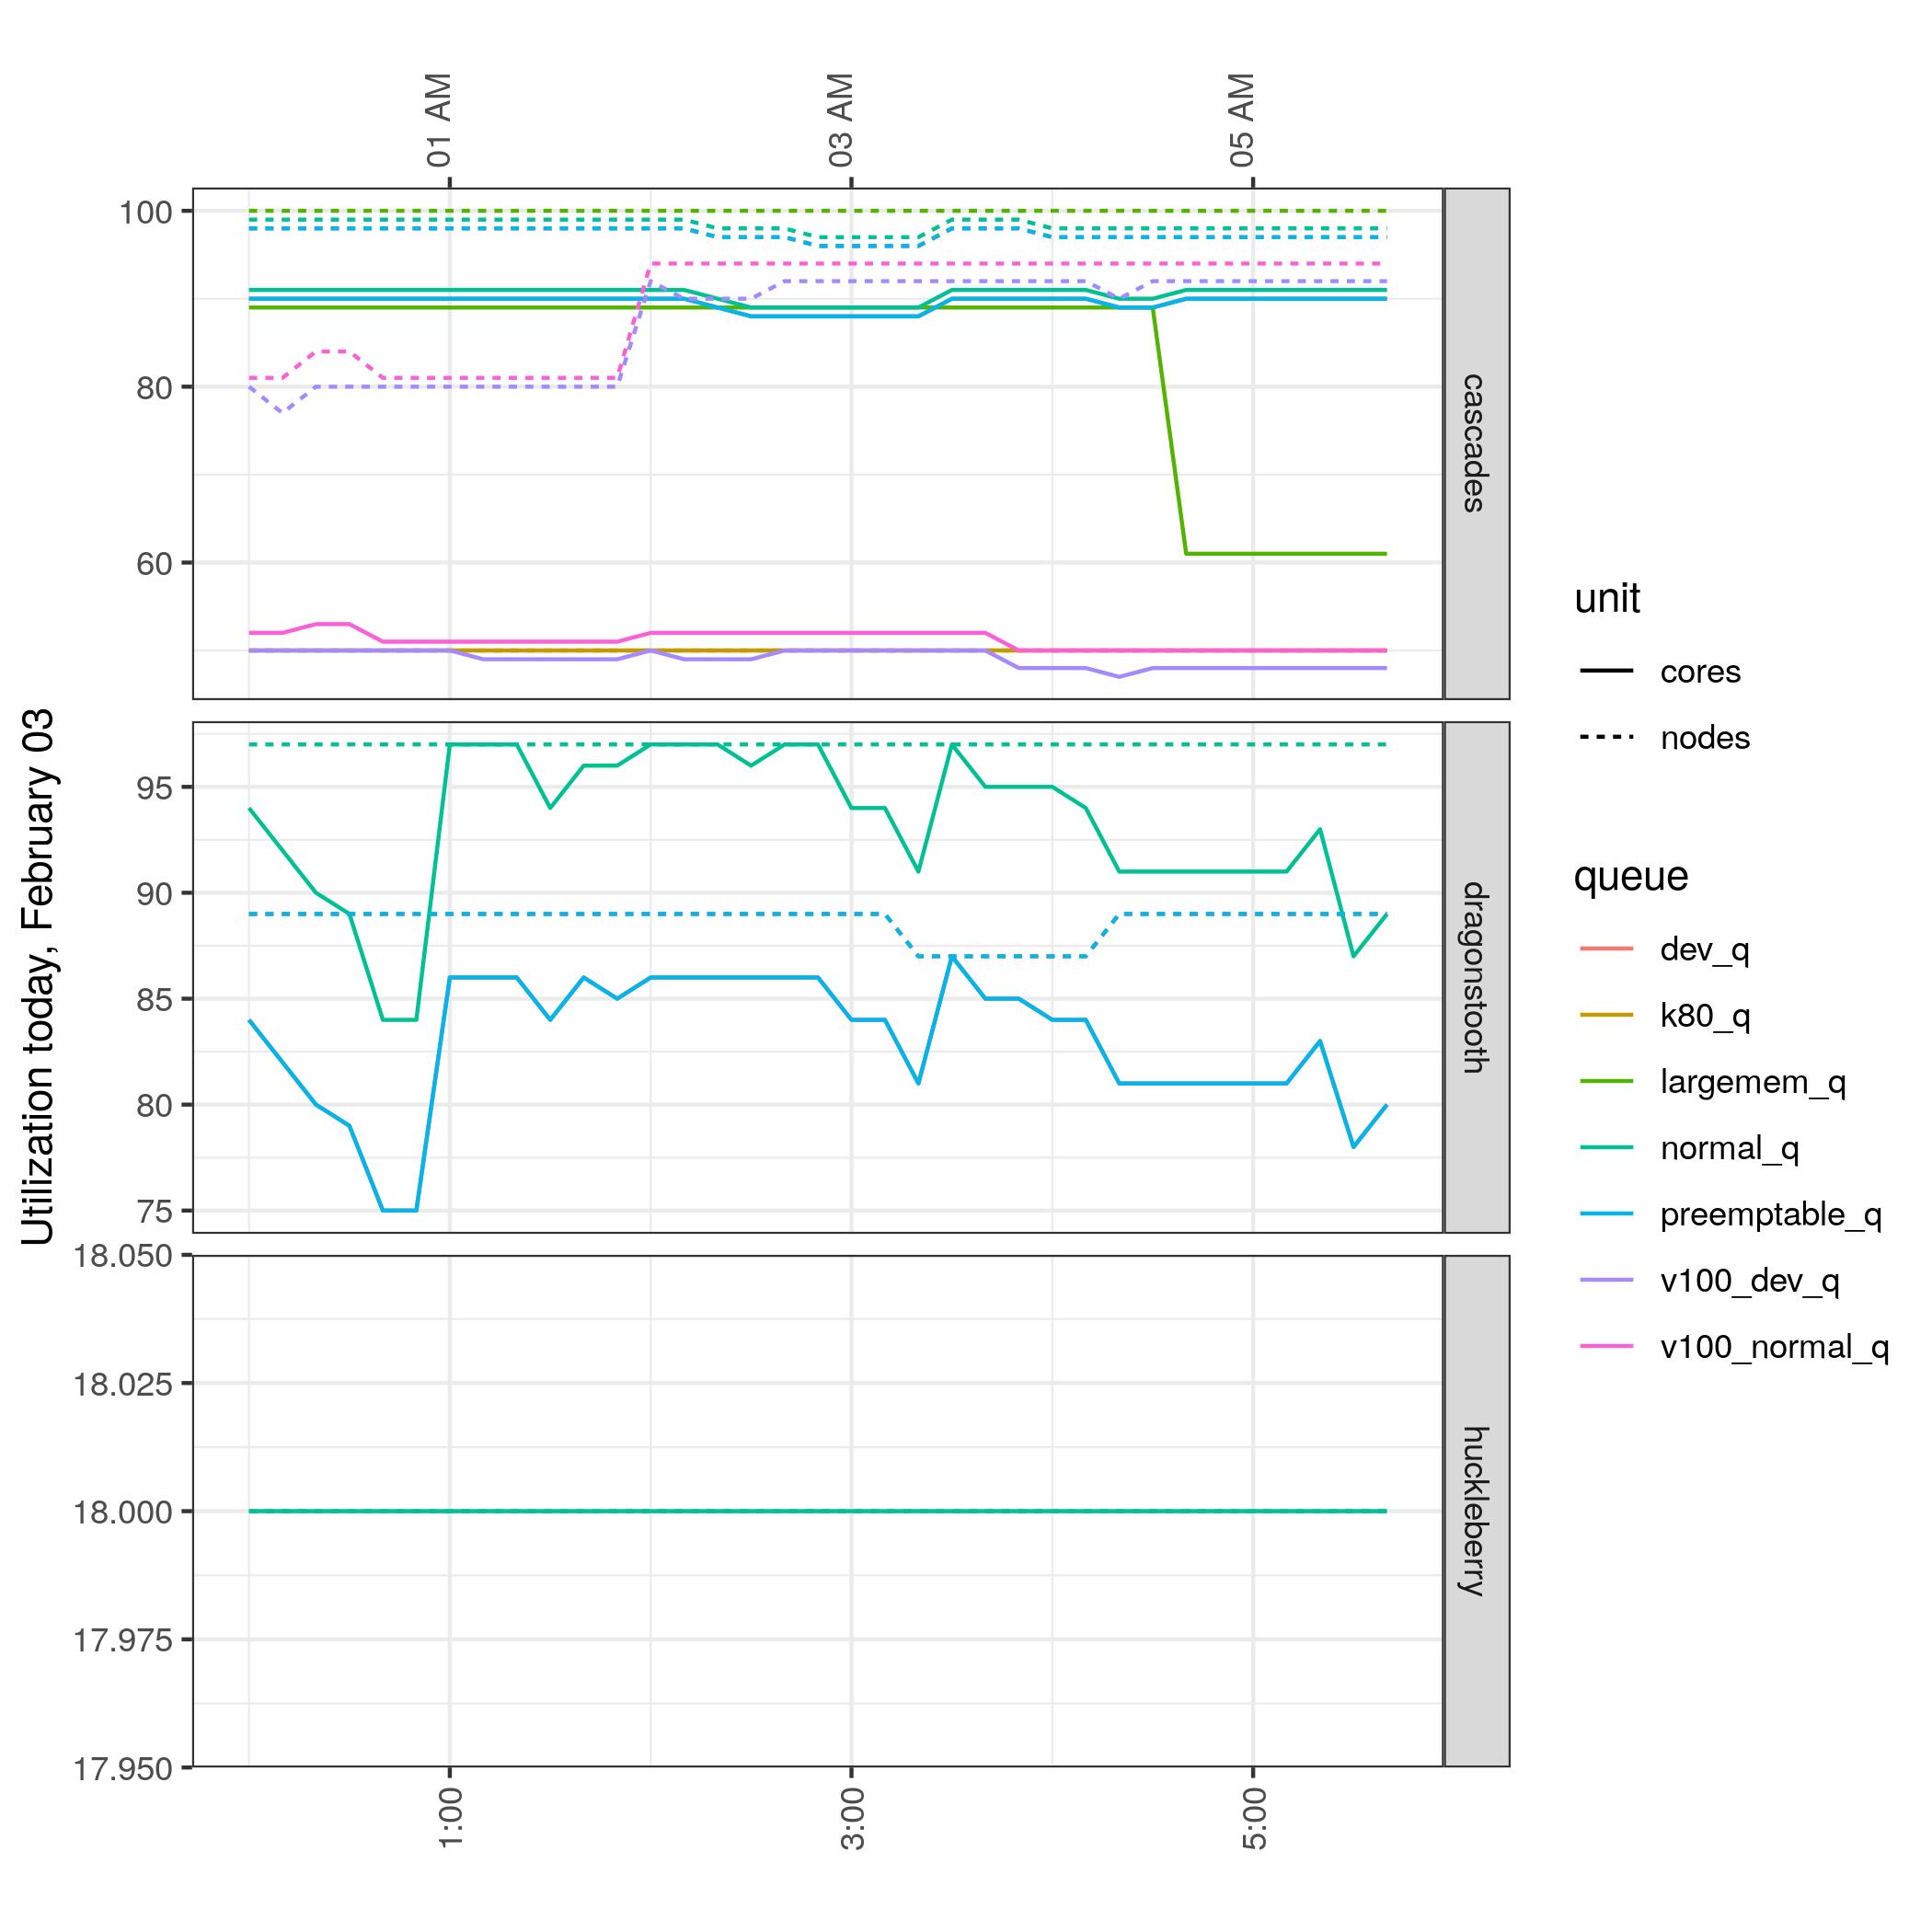 01 AM
03 AM
05 AM
Utilization today, February 03
100
80
60
cascades
95
90
85
80
75
dragonstooth
18.050
18.025
18.000
17.975
17.950
huckleberry
1:00
3:00
5:00
unit
cores
nodes
queue
dev_q
k80_q
largemem_q
normal_q
preemptable_q
v100_dev_q
v100_normal_q